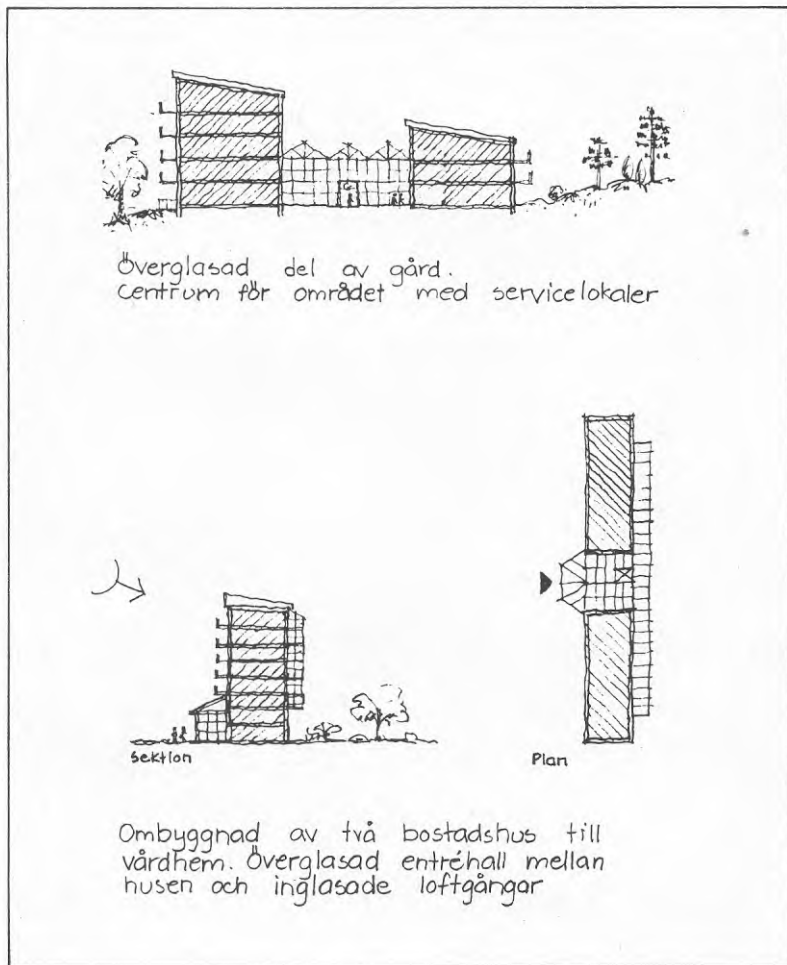 Överglasad del av gård.
Centrum för området med servicelokaler
Sektion
Plan
Ombyggnad av två bostadshus till
vårdhem. Överglasad entréhall mellan
husen och inglasade loftgångar